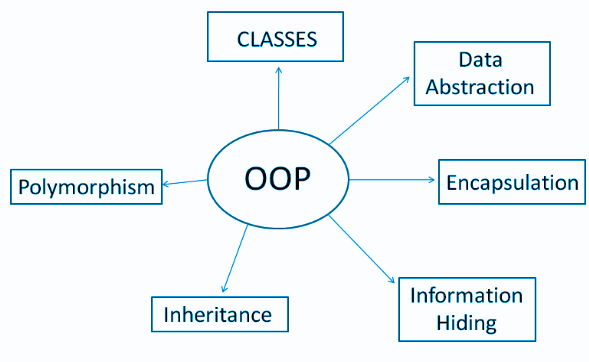 CLASSES
Data
Abstraction
OOP
Polymorphism
Encapsulation
Inheritance
Information
Hiding